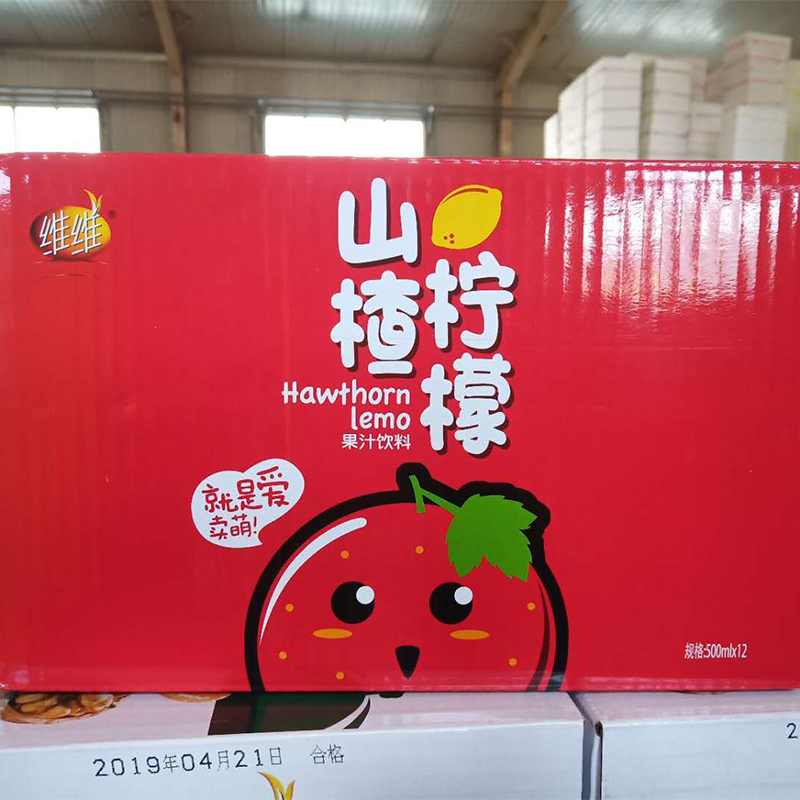 维维®
山楂
柠檬
Hawthorn
lemo
果汁饮料
就是爱
卖萌!
规格:500mlx12
2019年04月21日 合格
2